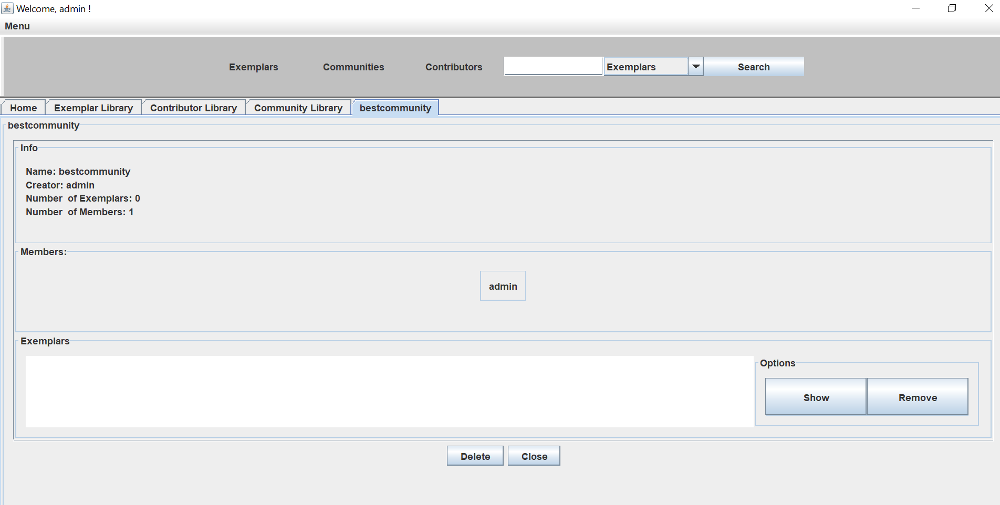 Welcome, admin !
Menu
Exemplars Communities Contributors Exemplars Search
Home Exemplar Library Contributor Library Community Library bestcommunity
bestcommunity
Info
Name: bestcommunity
Creator: admin
Number  of Exemplars: 0
Number  of Members: 1
Members:
admin
Exemplars
Options
Show Remove
Delete Close